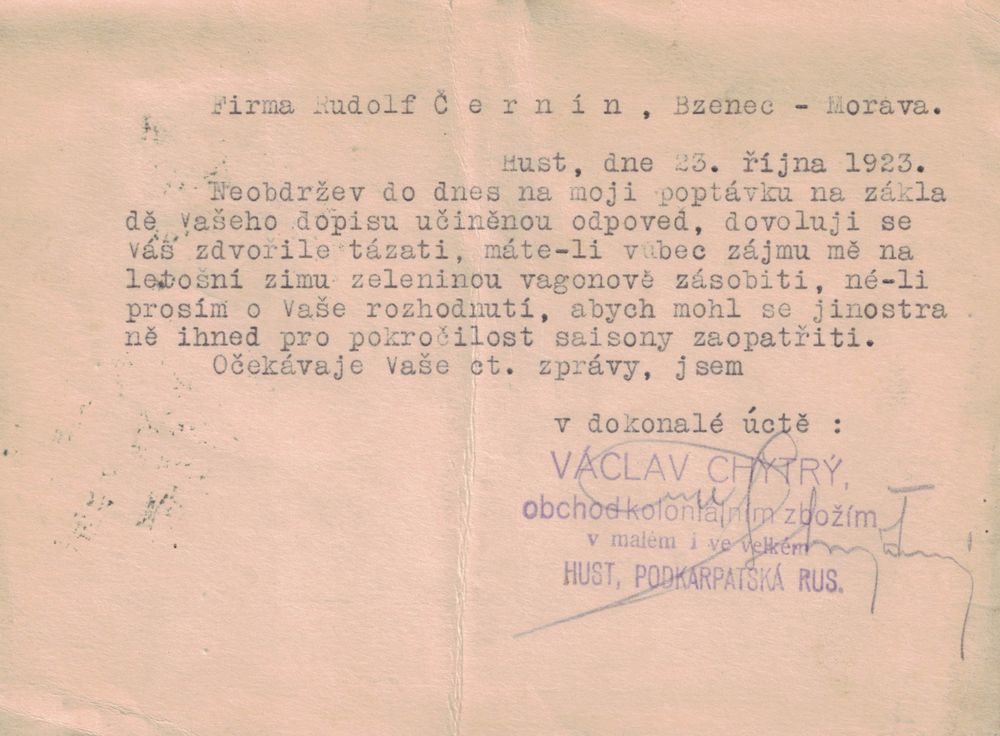 Firma Rudolf Č e r n í n , Bzenec - Morava.
Hust, dne 23. října 1923.
Neobdržev do dnes na moji poptávku na zákla
dě Vašeho dopisu učiněnou odpoved, dovoluji se
Váš zdvořile tázati, máte-li vubec zájmu mě na
letošní zimu zeleninou vagonově zásobiti, né-li
prosím o Vaše rozhodnutí, abych mohl se jinostra
ně ihned pro pokročilost saisony zaopatřiti.
Očekávaje Vaše ct. zprávy, jsem
v dokonalé úctě :
VÁCLAV CHYTRÝ,
obchod koloniálním zbožím
v malém i ve velkém
HUST, PODKARPATSKÁ RUS.